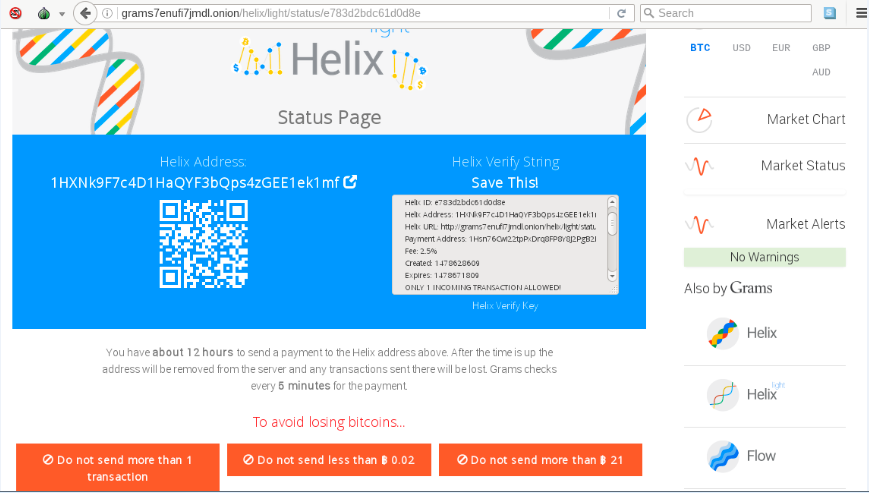 grams7enufi7jmdl.onion/helix/light/status/e783d2bdc61d0d8e
Search
light
Helix
Status Page
Helix Address:
1HXNk9F7c4D1HaQYF3bQps4zGEE1ek1mf
Helix Verify String
Save This!
Helix ID: e783d2bdc61d0d8e
Helix Address: 1HXNk9F7c4D1HaQYF3bQps4zGEE1
Helix URL: http://grams7enufi7jmdl.onion/helix/light/statu
Payment Address:
Fee: 2.5%
Created: 1478628609
Expires: 1478671809
ONLY 1 INCOMING TRANSACTION ALLOWED!
Helix Verify Key
You have about 12 hours to send a payment to the Helix address above. After the time is up the
address will be removed from the server and any transactions sent there will be lost. Grams checks
every 5 minutes for the payment.
To avoid losing bitcoins...
Do not send more than 1
transaction
Do not send less than ฿ 0.02
Do not send more than ฿ 21
BTC USD EUR GBP
AUD
Market Chart
Market Status
Market Alerts
No Warnings
Also by Grams
Helix
Helix light
Flow